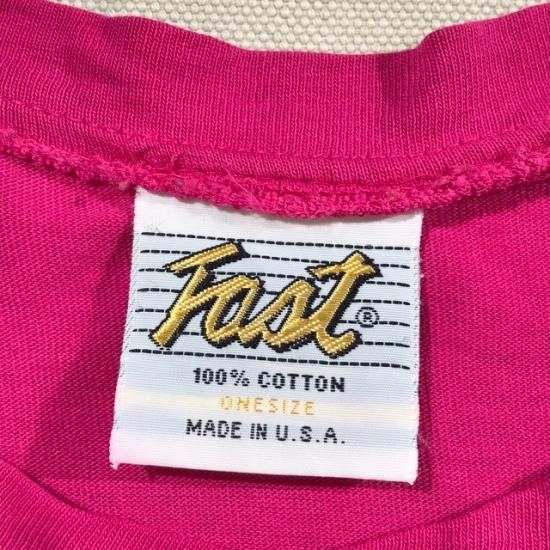 Fast®
100% COTTON
ONESIZE
MADE IN U.S.A.